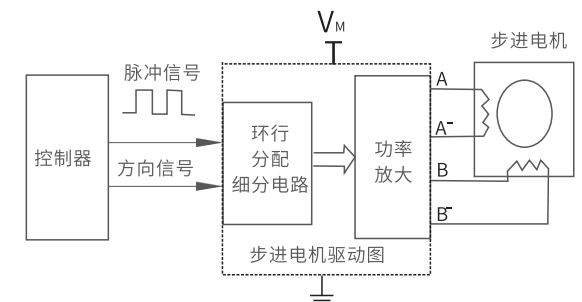 VM
步进电机
脉冲信号
控制器
方向信号
环行
分配
细分电路
功率
放大
A
A-
B
B-
步进电机驱动图